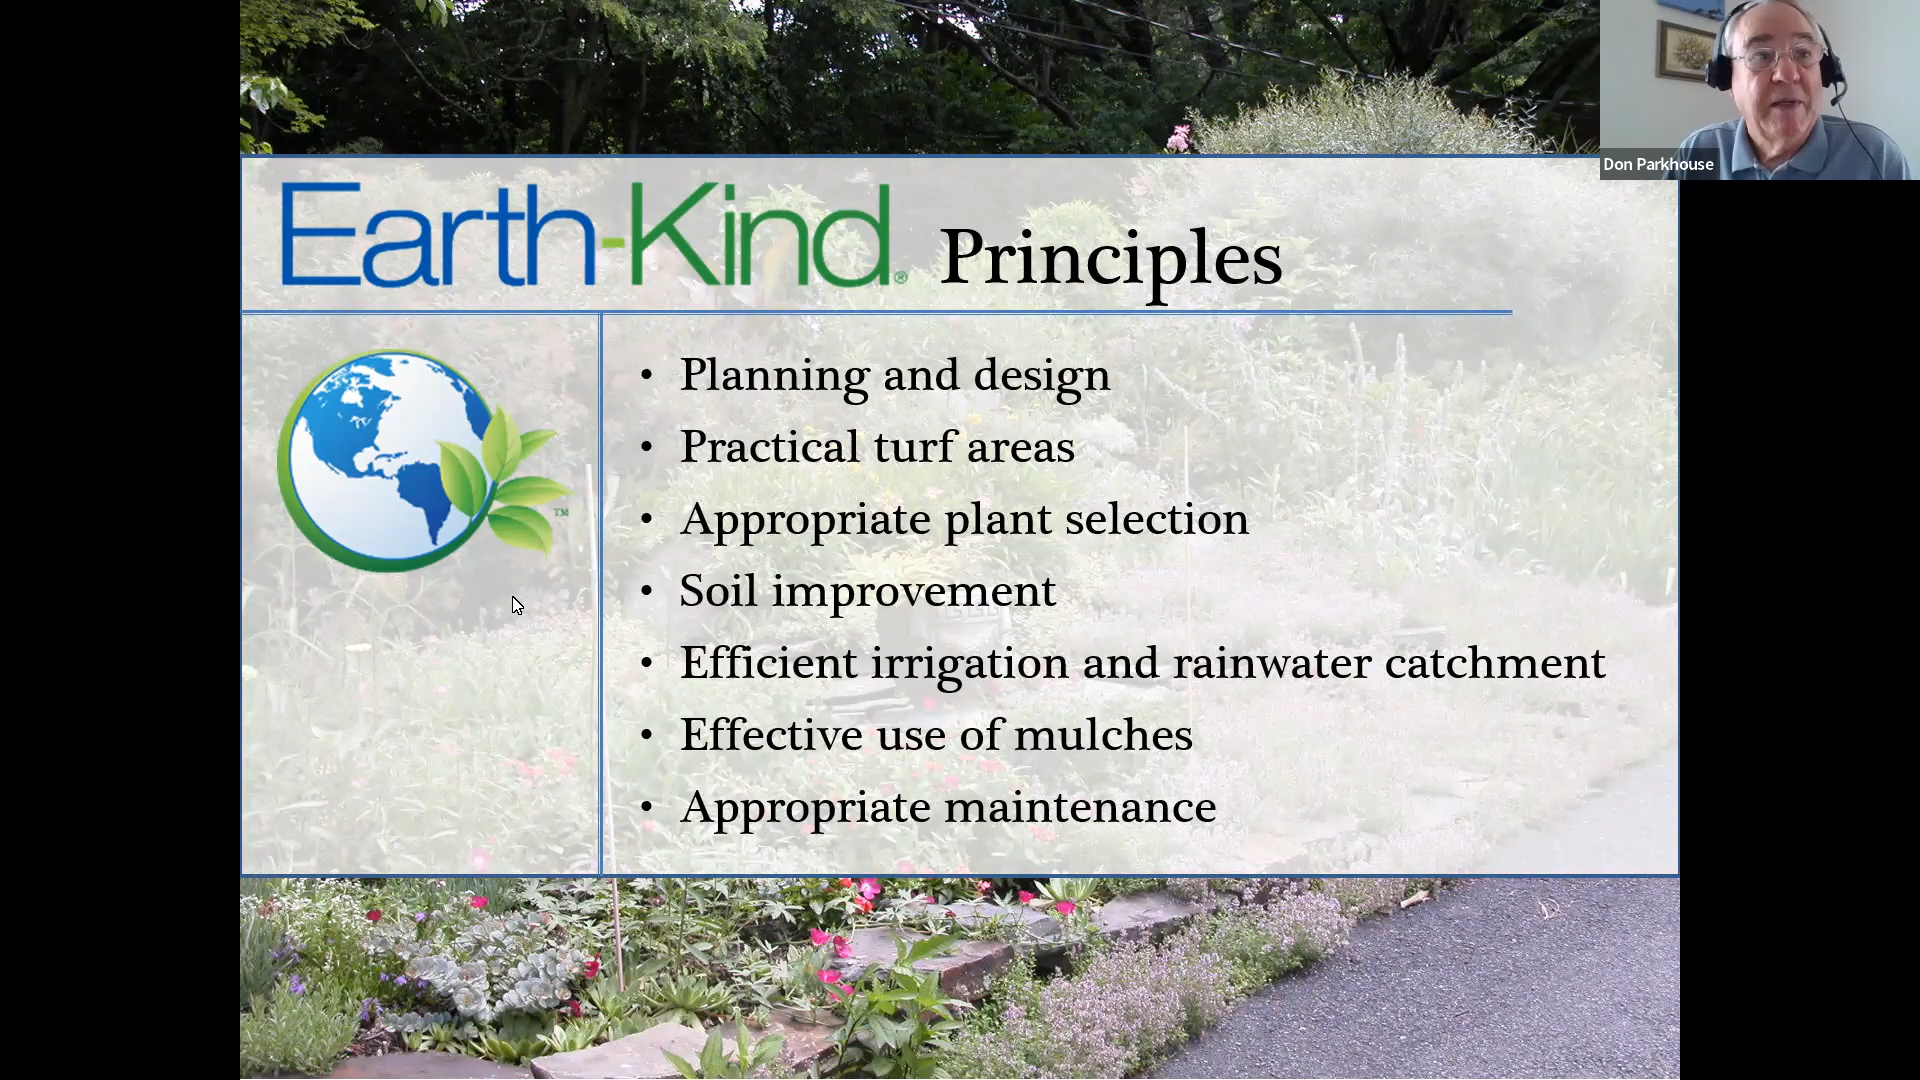 Don Parkhouse
Earth-Kind® Principles
• Planning and design
• Practical turf areas
• Appropriate plant selection
• Soil improvement
• Efficient irrigation and rainwater catchment
• Effective use of mulches
• Appropriate maintenance
TM